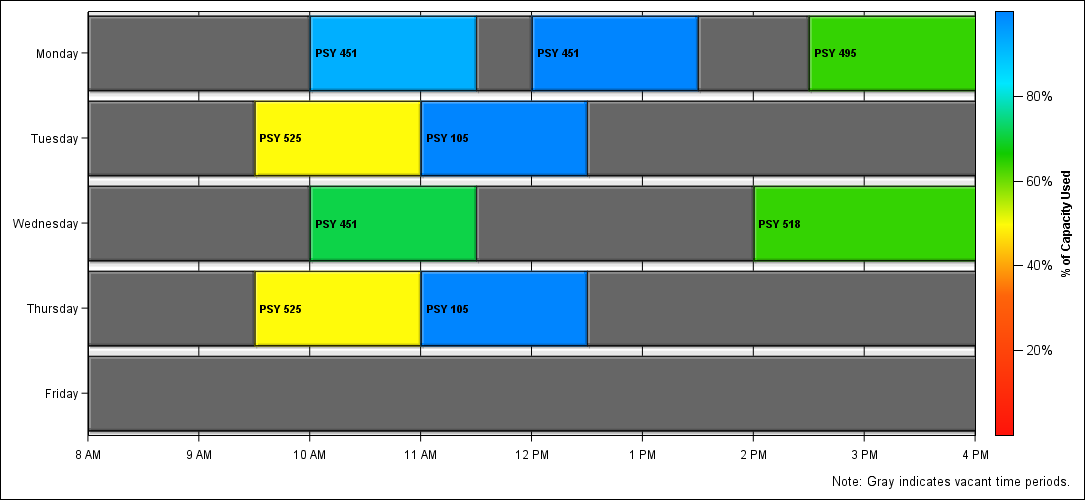 Monday PSY 451 PSY 451 PSY 495
80%
Tuesday PSY 525 PSY 105
60%
Wednesday PSY 451 PSY 518
% of Capacity Used
40%
Thursday PSY 525 PSY 105
20%
Friday
8 AM 9 AM 10 AM 11 AM 12 PM 1 PM 2 PM 3 PM 4 PM
Note: Gray indicates vacant time periods.